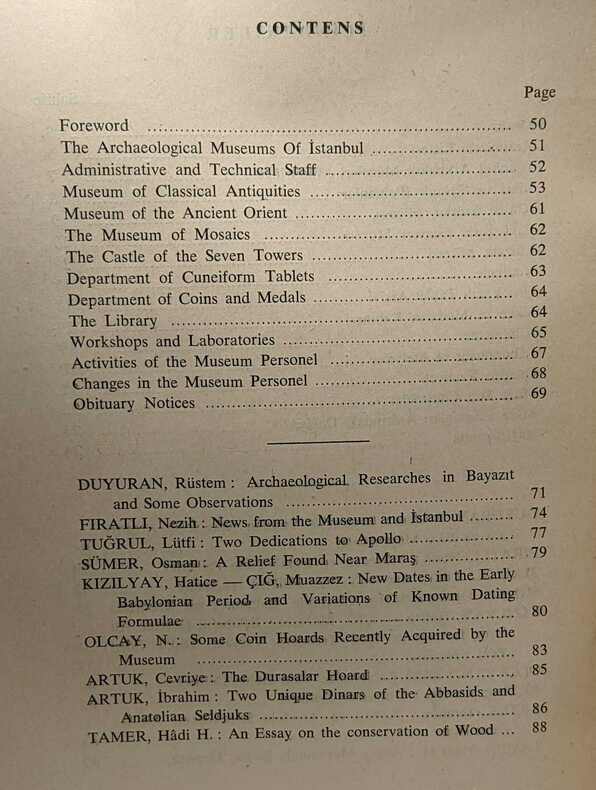 CONTENS
Page
Foreword ... 50
The Archaeological Museums Of İstanbul ... 51
Administrative and Technical Staff ... 52
Museum of Classical Antiquities ... 53
Museum of the Ancient Orient ... 61
The Museum of Mosaics ... 62
The Castle of the Seven Towers ... 62
Department of Cuneiform Tablets ... 63
Department of Coins and Medals ... 64
The Library ... 64
Workshops and Laboratories ... 65
Activities of the Museum Personel ... 67
Changes in the Museum Personel ... 68
Obituary Notices ... 69
DUYURAN, Rüstem : Archaeological Researches in Bayazıt
and Some Observations ... 71
FIRATLI, Nezih : News from the Museum and İstanbul ... 74
TUĞRUL, Lütfi : Two Dedications to Apollo ... 77
SÜMER, Osman : A Relief Found Near Maraş ... 79
KIZILYAY, Hatice — ÇIĞ, Muazzez : New Dates in the Early
Babylonian Period and Variations of Known Dating
Formulae ... 80
OLCAY, N. : Some Coin Hoards Recently Acquired by the
Museum ... 83
ARTUK, Cevriye : The Durasalar Hoard ... 85
ARTUK, İbrahim : Two Unique Dinars of the Abbasids and
Anatolian Seldjuks ... 86
TAMER, Hâdi H. : An Essay on the conservation of Wood ... 88